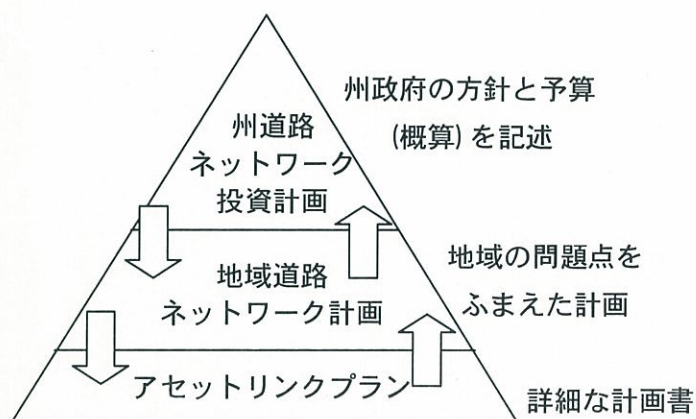 州道路
ネットワーク
投資計画
州政府の方針と予算
(概算)を記述
地域道路
ネットワーク計画
地域の問題点を
ふまえた計画
アセットリンクプラン
詳細な計画書